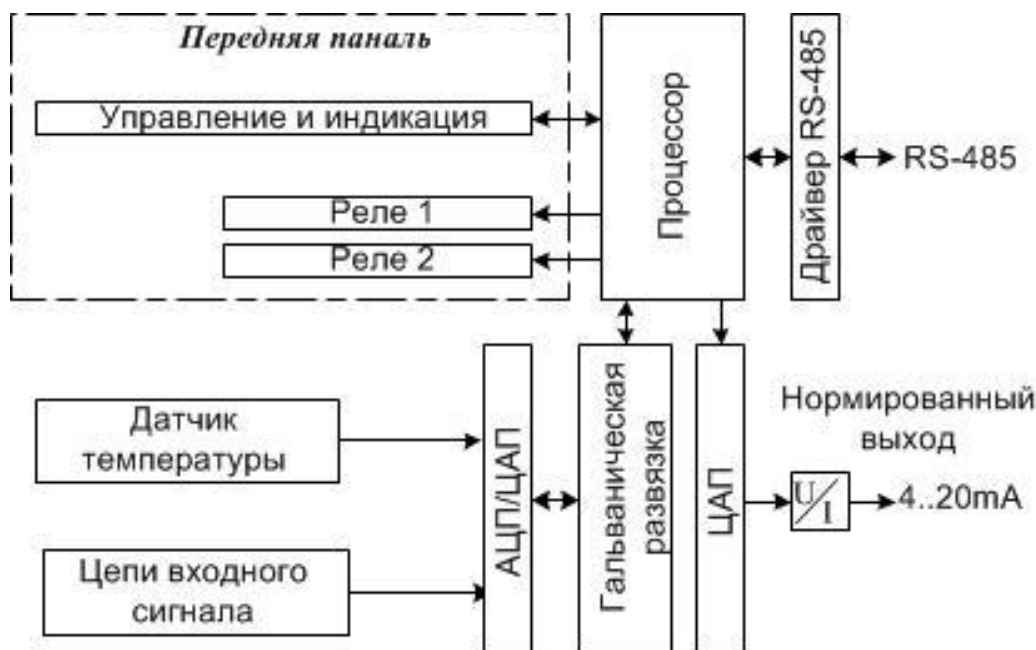 Передняя паналь
Управление и индикация
Реле 1
Реле 2
Процессор
Драйвер RS-485
RS-485
Датчик
температуры
Цепи входного
сигнала
АЦП/ЦАП
Гальваническая
развязка
ЦАП
U/I
Нормированный
выход
4..20mA